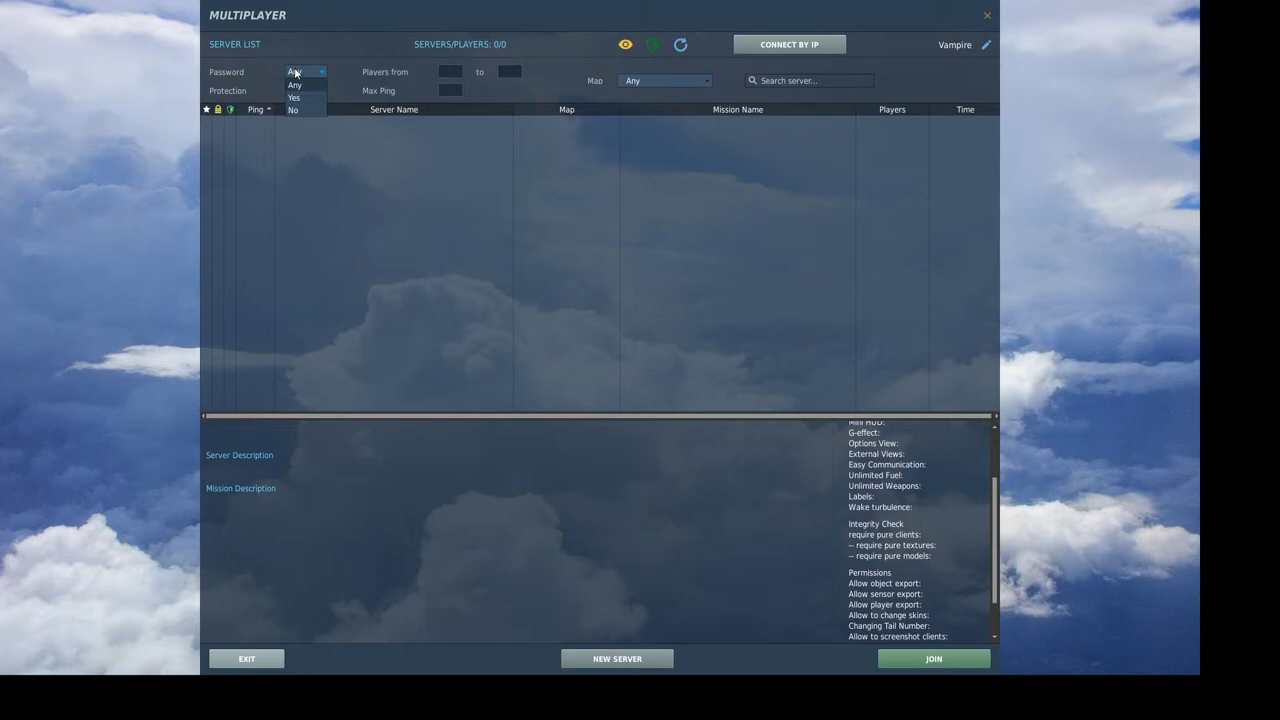 MULTIPLAYER
SERVER LIST SERVERS/PLAYERS: 0/0 CONNECT BY IP Vampire
Password Players from to
Map Any Search server...
Any
Protection Max Ping
Yes
No
Ping Server Name Map Mission Name Players Time
G-effect:
Options View:
External Views:
Server Description
Easy Communication:
Unlimited Fuel:
Unlimited Weapons:
Mission Description
Labels:
Wake turbulence:
Integrity Check
require pure clients:
-- require pure textures:
-- require pure models:
Permissions
Allow object export:
Allow sensor export:
Allow player export:
Allow to change skins:
Changing Tail Number:
Allow to screenshot clients:
EXIT NEW SERVER JOIN